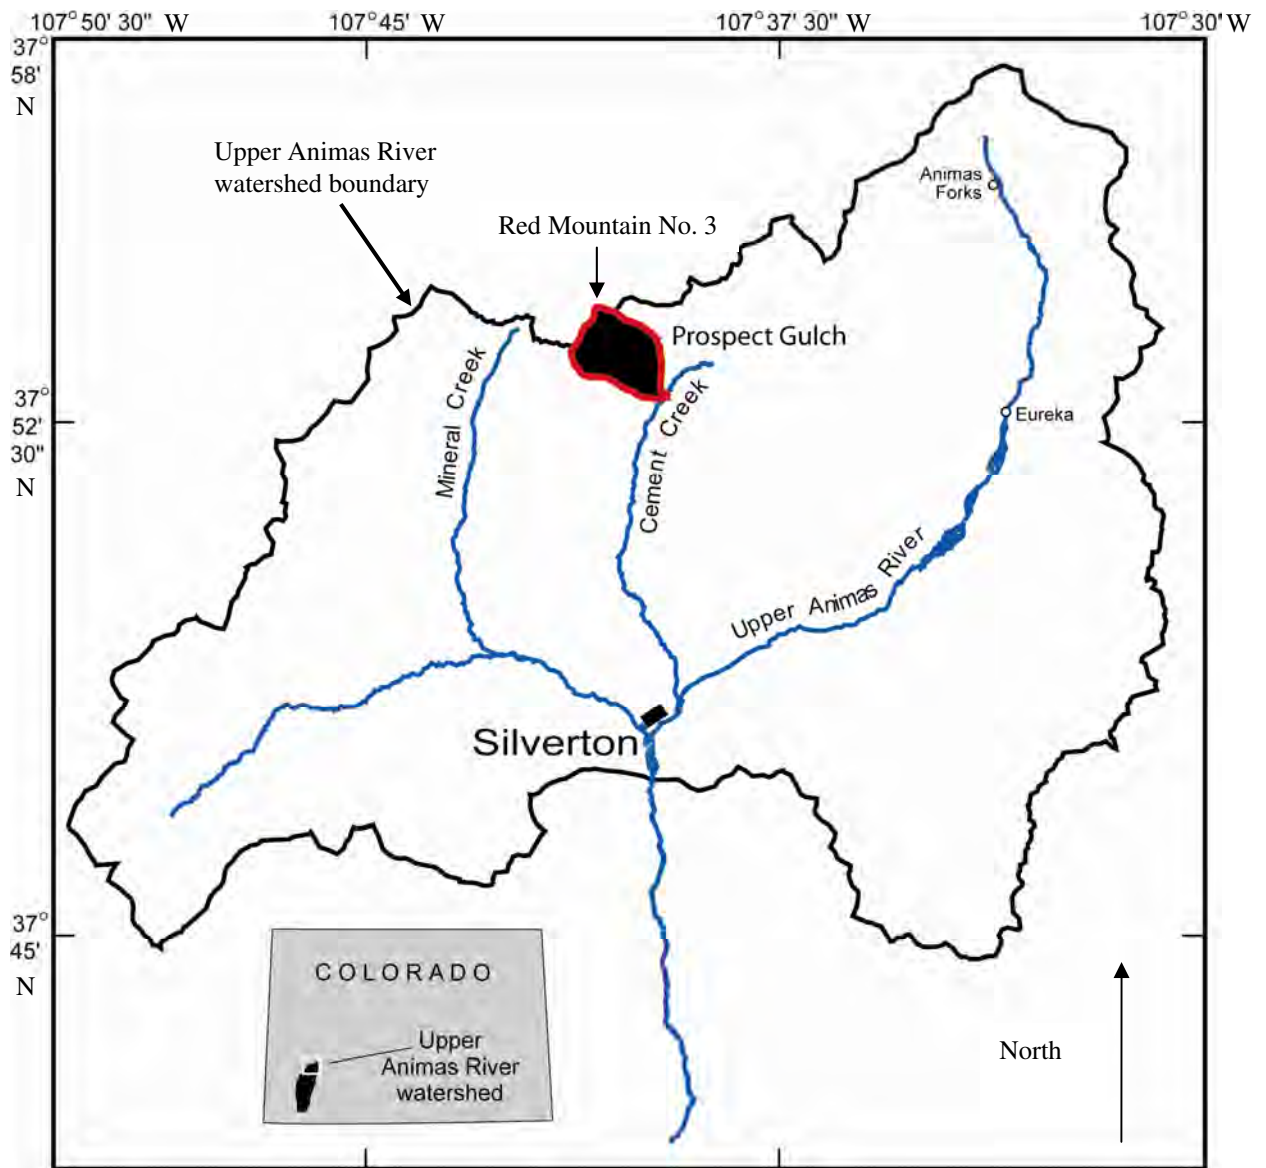 107° 50' 30" W
107° 45' W
107° 37' 30" W
107° 30' W
37°
58'
N
Upper Animas River
watershed boundary
Animas
Forks
Red Mountain No. 3
Prospect Gulch
Mineral Creek
Cement Creek
37°
52'
30"
N
Eureka
Upper Animas River
Silverton
37°
45'
N
COLORADO
Upper
Animas River
watershed
North